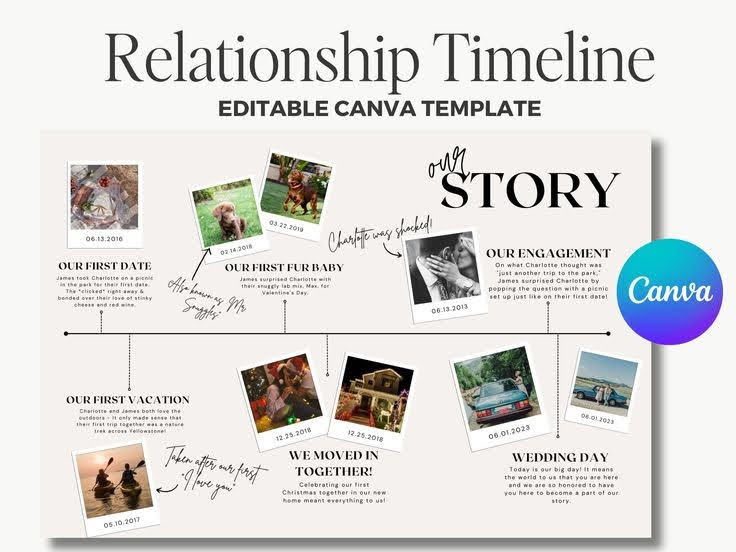 Relationship Timeline
EDITABLE CANVA TEMPLATE
our
STORY
06.13.2016
02.14.2018
03.22.2019
OUR FIRST DATE
James took Charlotte on a picnic
in the park for their first date.
The "clicked" right away &
bonded over their love of stinky
cheese and red wine.
Also known as "Mr
Snuggles"
OUR FIRST FUR BABY
James surprised Charlotte with
their snuggly lab mix, Max, for
Valentine's Day.
Charlotte was shocked!
06.13.2013
OUR ENGAGEMENT
On what Charlotte thought was
"just another trip to the park,"
James surprised Charlotte by
popping the question with a picnic
set up just like on their first date!
Canva
OUR FIRST VACATION
Charlotte and James both love the
outdoors - It only made sense that
their first trip together was a nature
trek across Yellowstone!
05.10.2017
Taken after our first
"I love you"
12.25.2018
12.25.2018
WE MOVED IN
TOGETHER!
Celebrating our first
Christmas together in our new
home meant everything to us!
06.01.2023
06.01.2023
WEDDING DAY
Today is our big day! It means
the world to us that you are here
and we are so honored to have
you here to become a part of our
story.